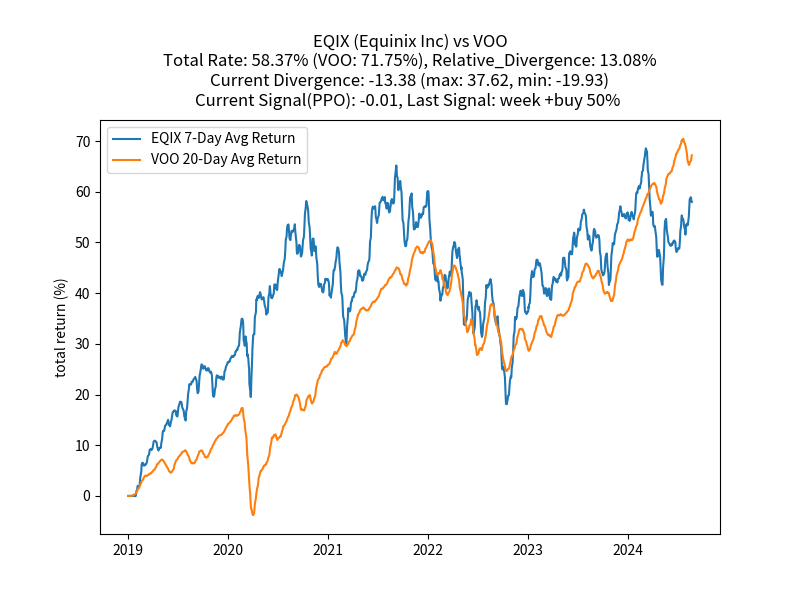 EQIX (Equinix Inc) vs VOO
Total Rate: 58.37% (VOO: 71.75%), Relative_Divergence: 13.08%
Current Divergence: -13.38 (max: 37.62, min: -19.93)
Current Signal(PPO): -0.01, Last Signal: week +buy 50%
EQIX 7-Day Avg Return
VOO 20-Day Avg Return
total return (%)
70
60
50
40
30
20
10
0
2019 2020 2021 2022 2023 2024